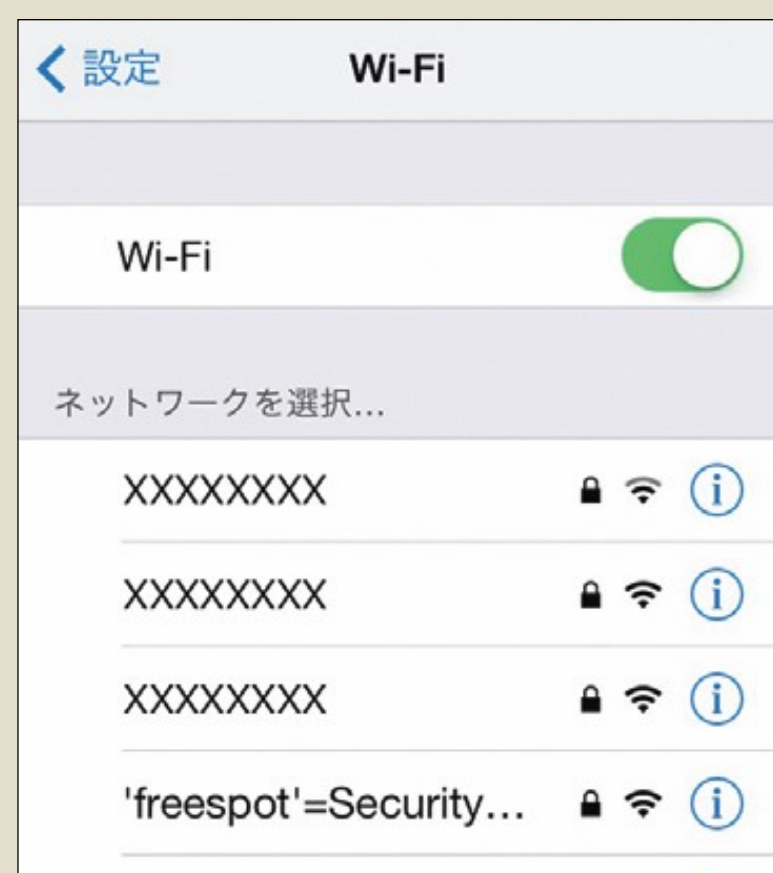 設定 Wi-Fi
Wi-Fi
ネットワークを選択...
XXXXXXXX
XXXXXXXX
XXXXXXXX
'freespot'=Security...